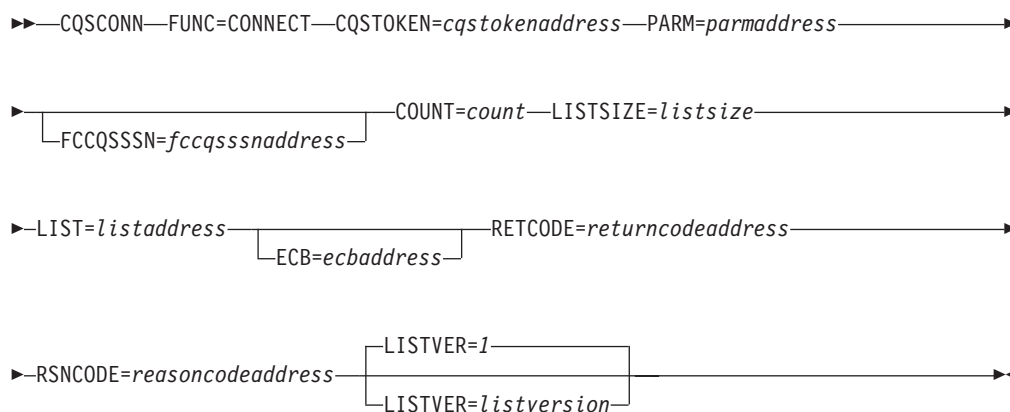 CQSCONN FUNC=CONNECT CQSTOKEN=cqstokenaddress PARM=parmaddress
COUNT=count LISTSIZE=listsize
FCCQSSSN=fccqsssnaddress
LIST=listaddress RETCODE=returncodeaddress
ECB=ecbaddress
LISTVER=1
RSNCODE=reasoncodeaddress
LISTVER=listversion